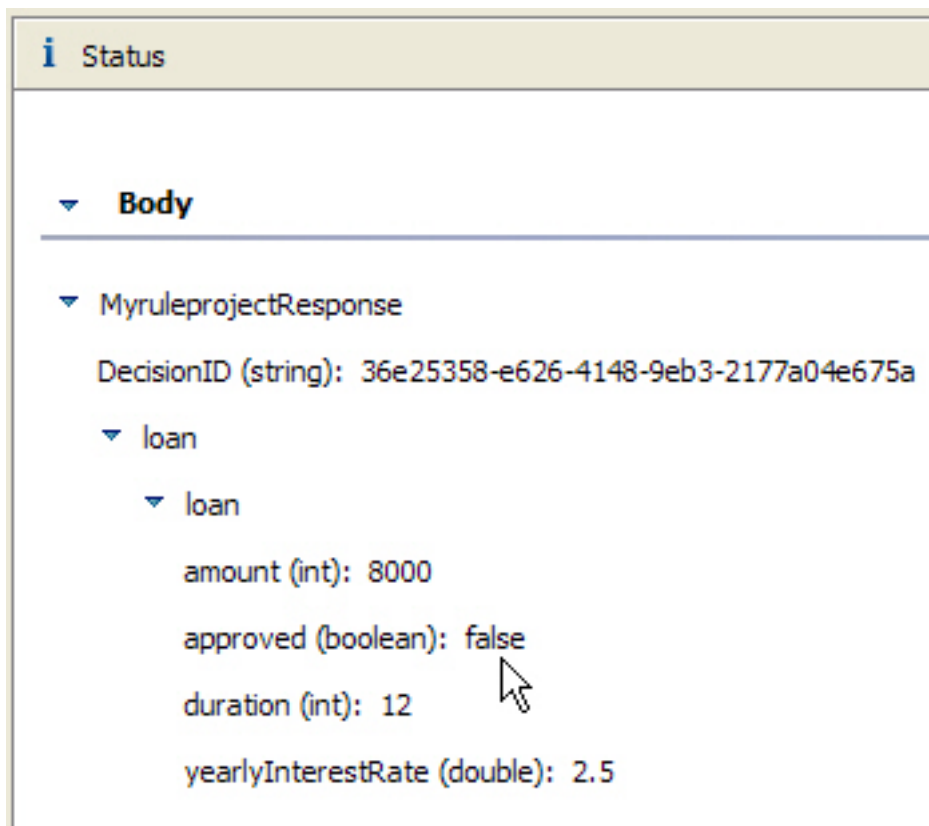 i Status
Body
MyruleprojectResponse
DecisionID (string): 36e25358-e626-4148-9eb3-2177a04e675a
loan
loan
amount (int): 8000
approved (boolean): false
duration (int): 12
yearlyInterestRate (double): 2.5